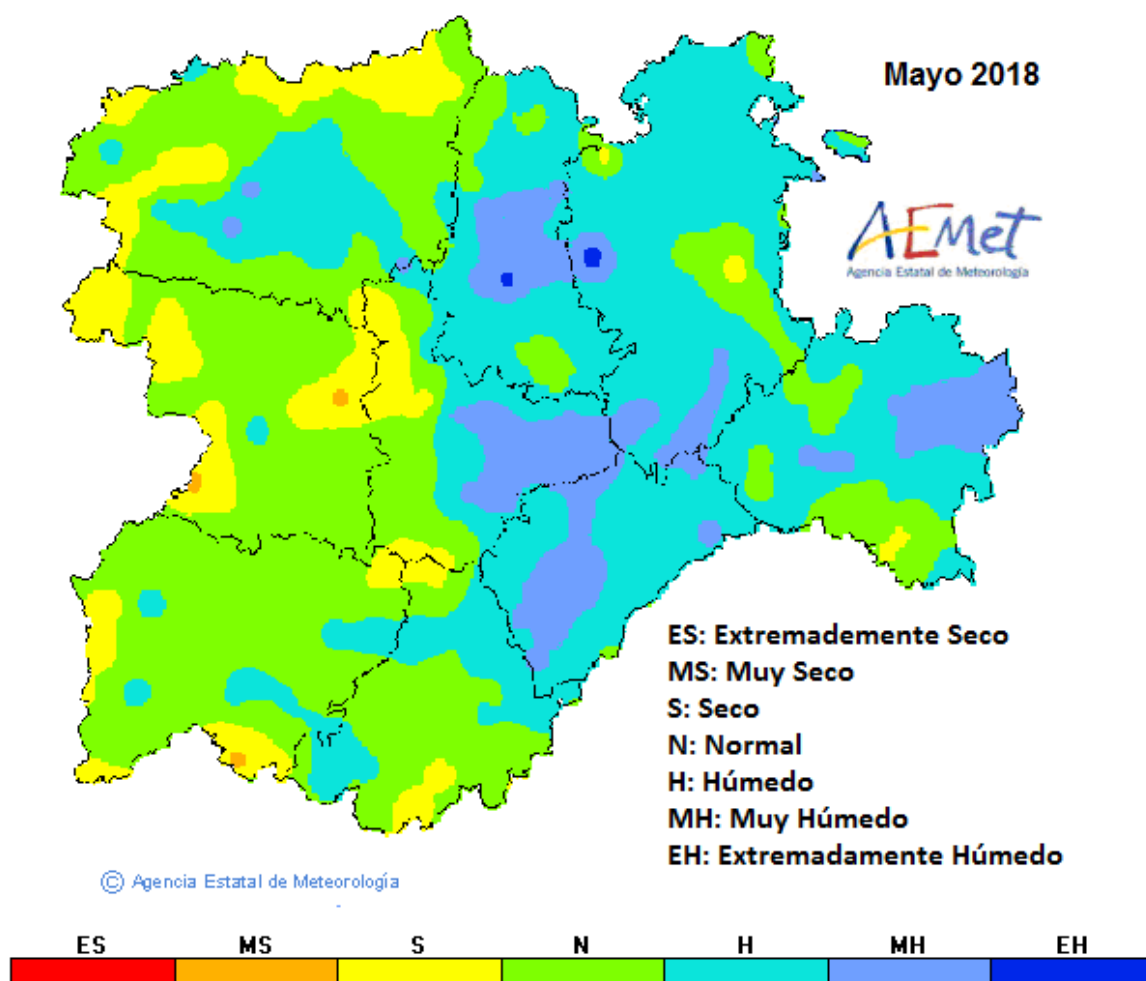 Mayo 2018
AEMet
Agencia Estatal de Meteorología
ES: Extremademente Seco
MS: Muy Seco
S: Seco
N: Normal
H: Húmedo
MH: Muy Húmedo
EH: Extremadamente Húmedo
© Agencia Estatal de Meteorología
ES MS S N H MH EH